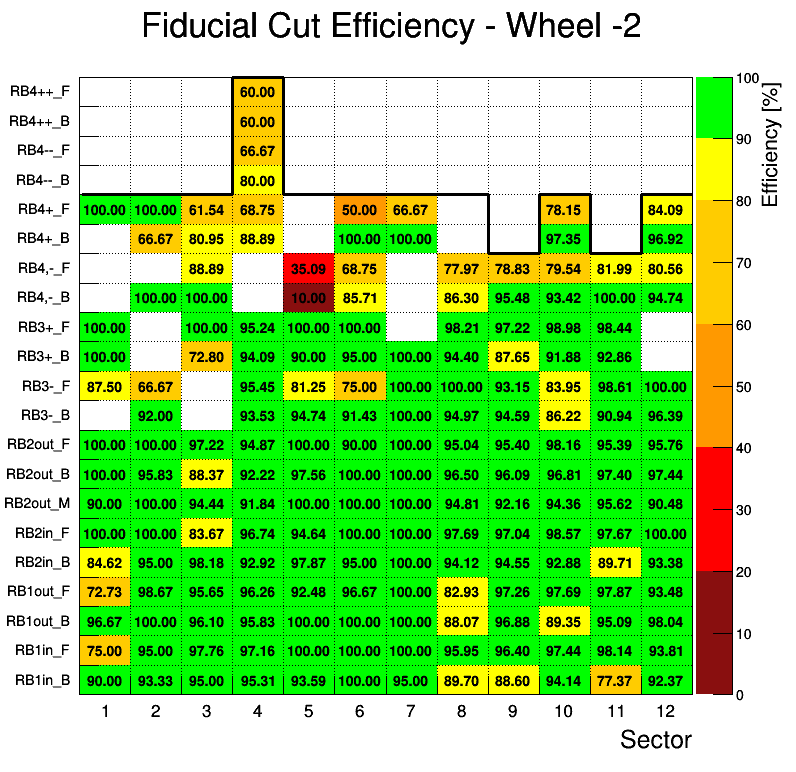 Fiducial Cut Efficiency - Wheel -2
RB4++_F 60.00 100
RB4++_B 60.00
RB4--_F 66.67 90
RB4--_B 80.00
RB4+_F 100.00 100.00 61.54 68.75 50.00 66.67 78.15 84.09 80
RB4+_B 66.67 80.95 88.89 100.00 100.00 97.35 96.92
RB4,-_F 88.89 35.09 68.75 77.97 78.83 79.54 81.99 80.56 70
RB4,-_B 100.00 100.00 10.00 85.71 86.30 95.48 93.42 100.00 94.74
RB3+_F 100.00 100.00 95.24 100.00 100.00 98.21 97.22 98.98 98.44 60
RB3+_B 100.00 72.80 94.09 90.00 95.00 100.00 94.40 87.65 91.88 92.86
RB3-_F 87.50 66.67 95.45 81.25 75.00 100.00 100.00 93.15 83.95 98.61 100.00 50
RB3-_B 92.00 93.53 94.74 91.43 100.00 94.97 94.59 86.22 90.94 96.39
RB2out_F 100.00 100.00 97.22 94.87 100.00 90.00 100.00 95.04 95.40 98.16 95.39 95.76 40
RB2out_B 100.00 95.83 88.37 92.22 97.56 100.00 100.00 96.50 96.09 96.81 97.40 97.44
RB2out_M 90.00 100.00 94.44 91.84 100.00 100.00 100.00 94.81 92.16 94.36 95.62 90.48 30
RB2in_F 100.00 100.00 83.67 96.74 94.64 100.00 100.00 97.69 97.04 98.57 97.67 100.00
RB2in_B 84.62 95.00 98.18 92.92 97.87 95.00 100.00 94.12 94.55 92.88 89.71 93.38 20
RB1out_F 72.73 98.67 95.65 96.26 92.48 96.67 100.00 82.93 97.26 97.69 97.87 93.48
RB1out_B 96.67 100.00 96.10 95.83 100.00 100.00 100.00 88.07 96.88 89.35 95.09 98.04 10
RB1in_F 75.00 95.00 97.76 97.16 100.00 100.00 100.00 95.95 96.40 97.44 98.14 93.81
RB1in_B 90.00 93.33 95.00 95.31 93.59 100.00 95.00 89.70 88.60 94.14 77.37 92.37 0
1 2 3 4 5 6 7 8 9 10 11 12
Sector
Efficiency [%]